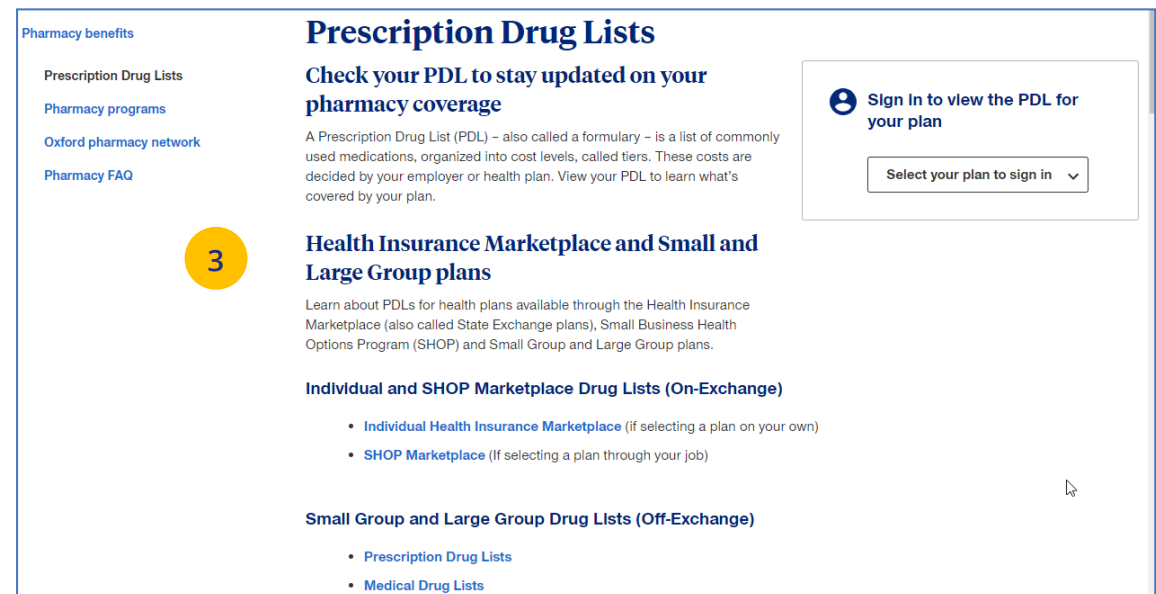 Pharmacy benefits
Prescription Drug Lists
Pharmacy programs
Oxford pharmacy network
Pharmacy FAQ
3
Prescription Drug Lists
Check your PDL to stay updated on your
pharmacy coverage
A Prescription Drug List (PDL) – also called a formulary – is a list of commonly
used medications, organized into cost levels, called tiers. These costs are
decided by your employer or health plan. View your PDL to learn what's
covered by your plan.
Sign in to view the PDL for
your plan
Select your plan to sign in
Health Insurance Marketplace and Small and
Large Group plans
Learn about PDLs for health plans available through the Health Insurance
Marketplace (also called State Exchange plans), Small Business Health
Options Program (SHOP) and Small Group and Large Group plans.
Individual and SHOP Marketplace Drug Lists (On-Exchange)
• Individual Health Insurance Marketplace (if selecting a plan on your own)
• SHOP Marketplace (If selecting a plan through your job)
Small Group and Large Group Drug Lists (Off-Exchange)
• Prescription Drug Lists
• Medical Drug Lists